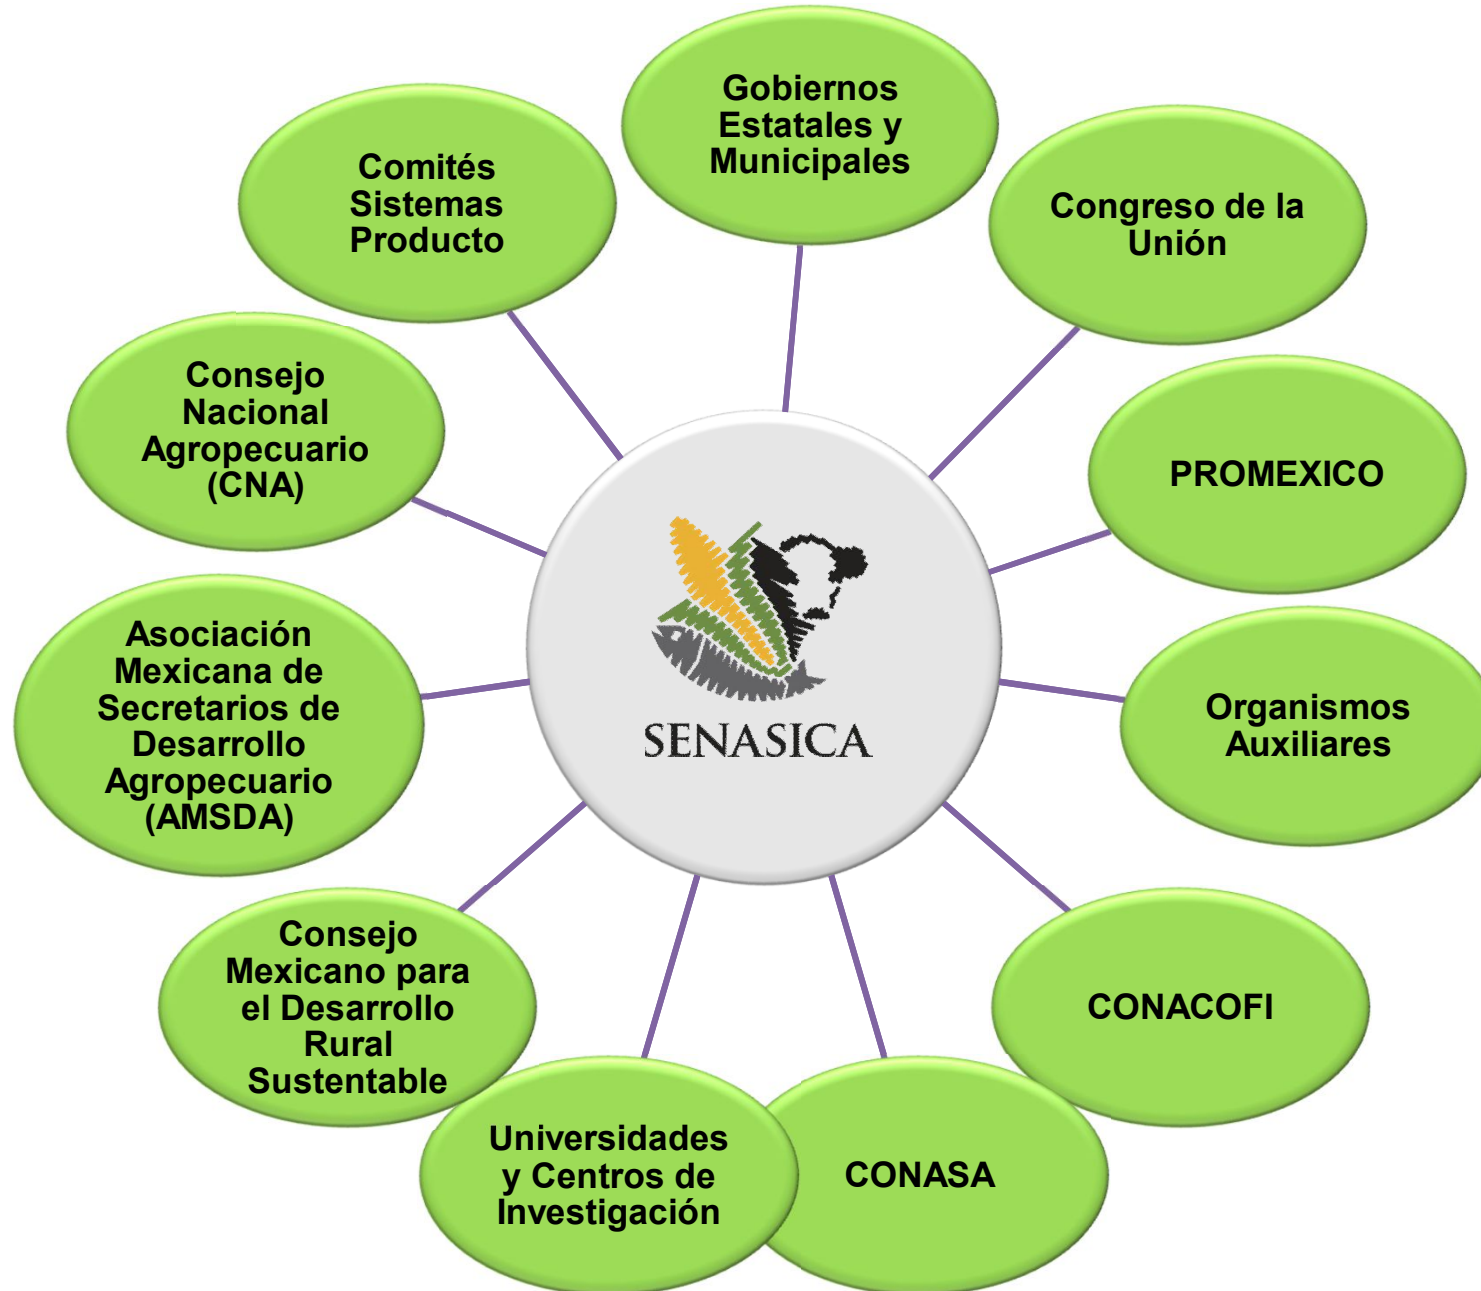 Gobiernos
Estatales y
Municipales
Congreso de la
Unión
PROMEXICO
Organismos
Auxiliares
CONACOFI
CONASA
Universidades
y Centros de
Investigación
Consejo
Mexicano para
el Desarrollo
Rural
Sustentable
Asociación
Mexicana de
Secretarios de
Desarrollo
Agropecuario
(AMSDA)
Consejo
Nacional
Agropecuario
(CNA)
Comités
Sistemas
Producto
SENASICA